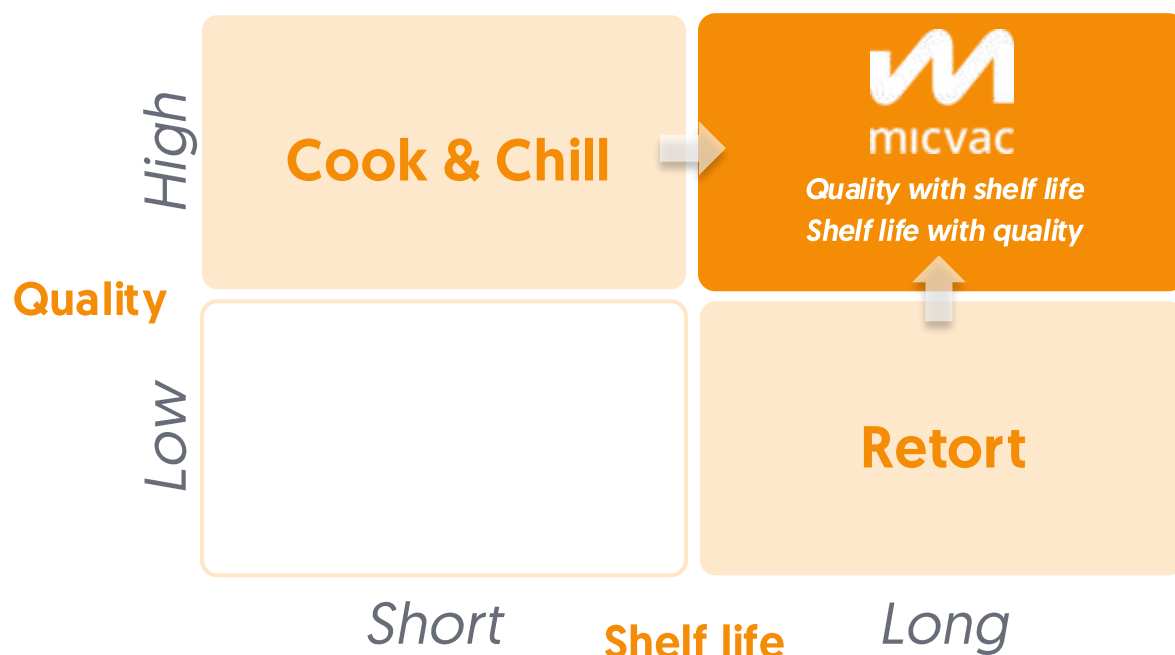 High
Cook & Chill
micvac
Quality with shelf life
Shelf life with quality
Quality
Low
Retort
Short
Shelf life
Long